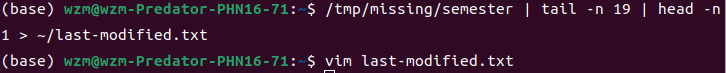 (base) wzm@wzm-Predator-PHN16-71:~$ /tmp/missing/semester | tail -n 19 | head -n
1 > ~/last-modified.txt
(base) wzm@wzm-Predator-PHN16-71:~$ vim last-modified.txt